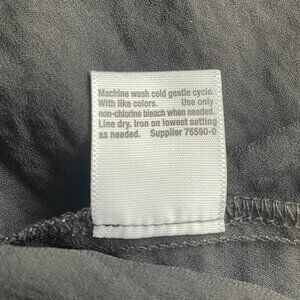 Machine wash cold gentle cycle.
With like colors. Use only
non-chlorine bleach when needed.
Line dry. Iron on lowest setting
as needed. Supplier 75590-0